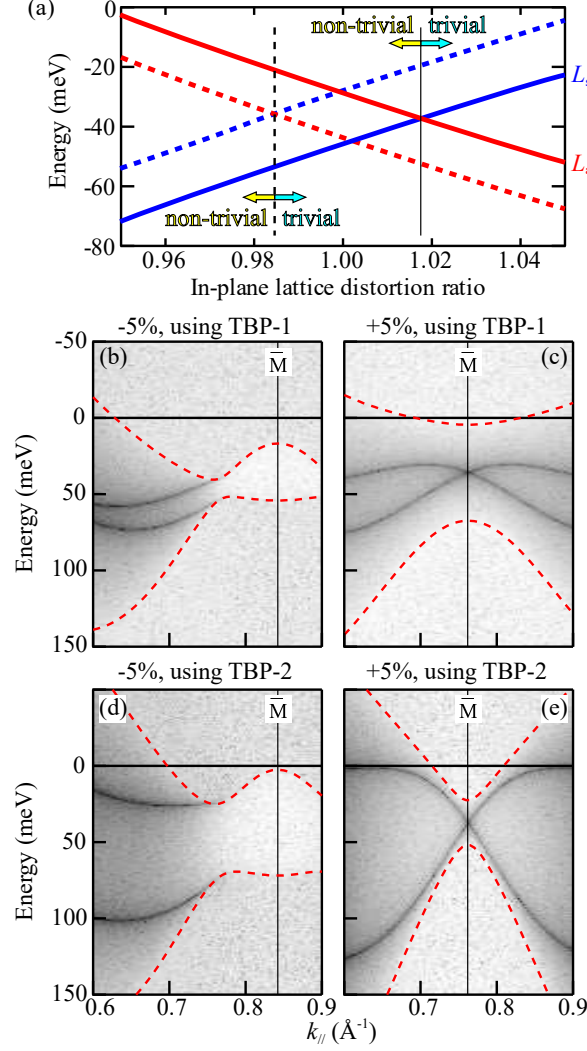 (a)
0
-20
-40
-60
-80
Energy (meV)
non-trivial trivial
non-trivial trivial
0.96 0.98 1.00 1.02 1.04
In-plane lattice distortion ratio
-5%, using TBP-1
+5%, using TBP-1
(b)
M
(c)
M
-50
0
50
100
150
Energy (meV)
-5%, using TBP-2
+5%, using TBP-2
(d)
M
(e)
M
0
50
100
150
Energy (meV)
0.6 0.7 0.8 0.9
0.7 0.8 0.9
k// (Å-1)